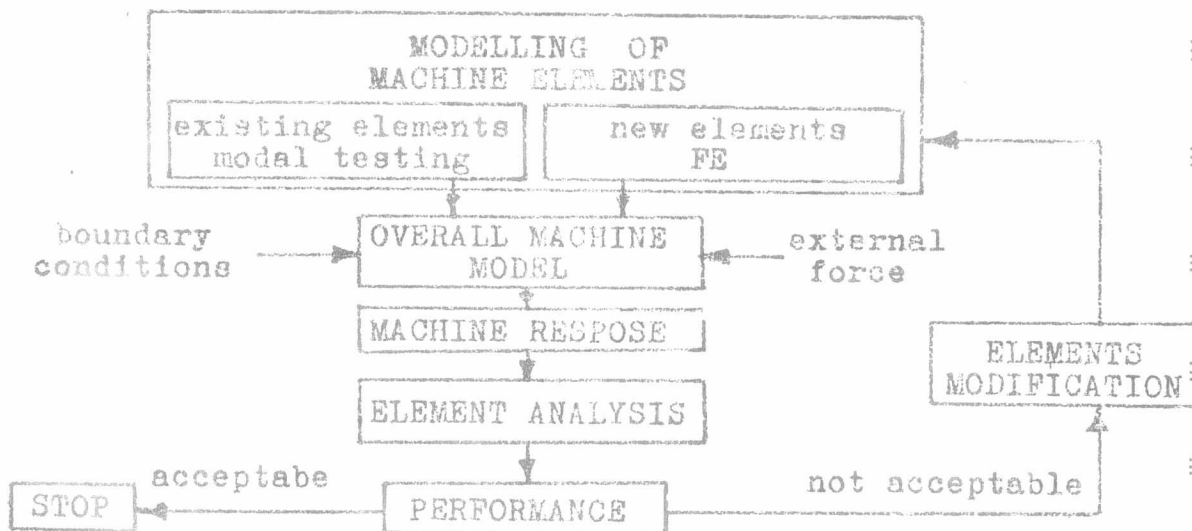 MODELLING OF
MACHINE ELEMENTS
existing elements
modal testing
new elements
FE
boundary
conditions
OVERALL MACHINE
MODEL
external
force
MACHINE RESPOSE
ELEMENTS
MODIFICATION
ELEMENT ANALYSIS
acceptabe
not acceptable
STOP
PERFORMANCE